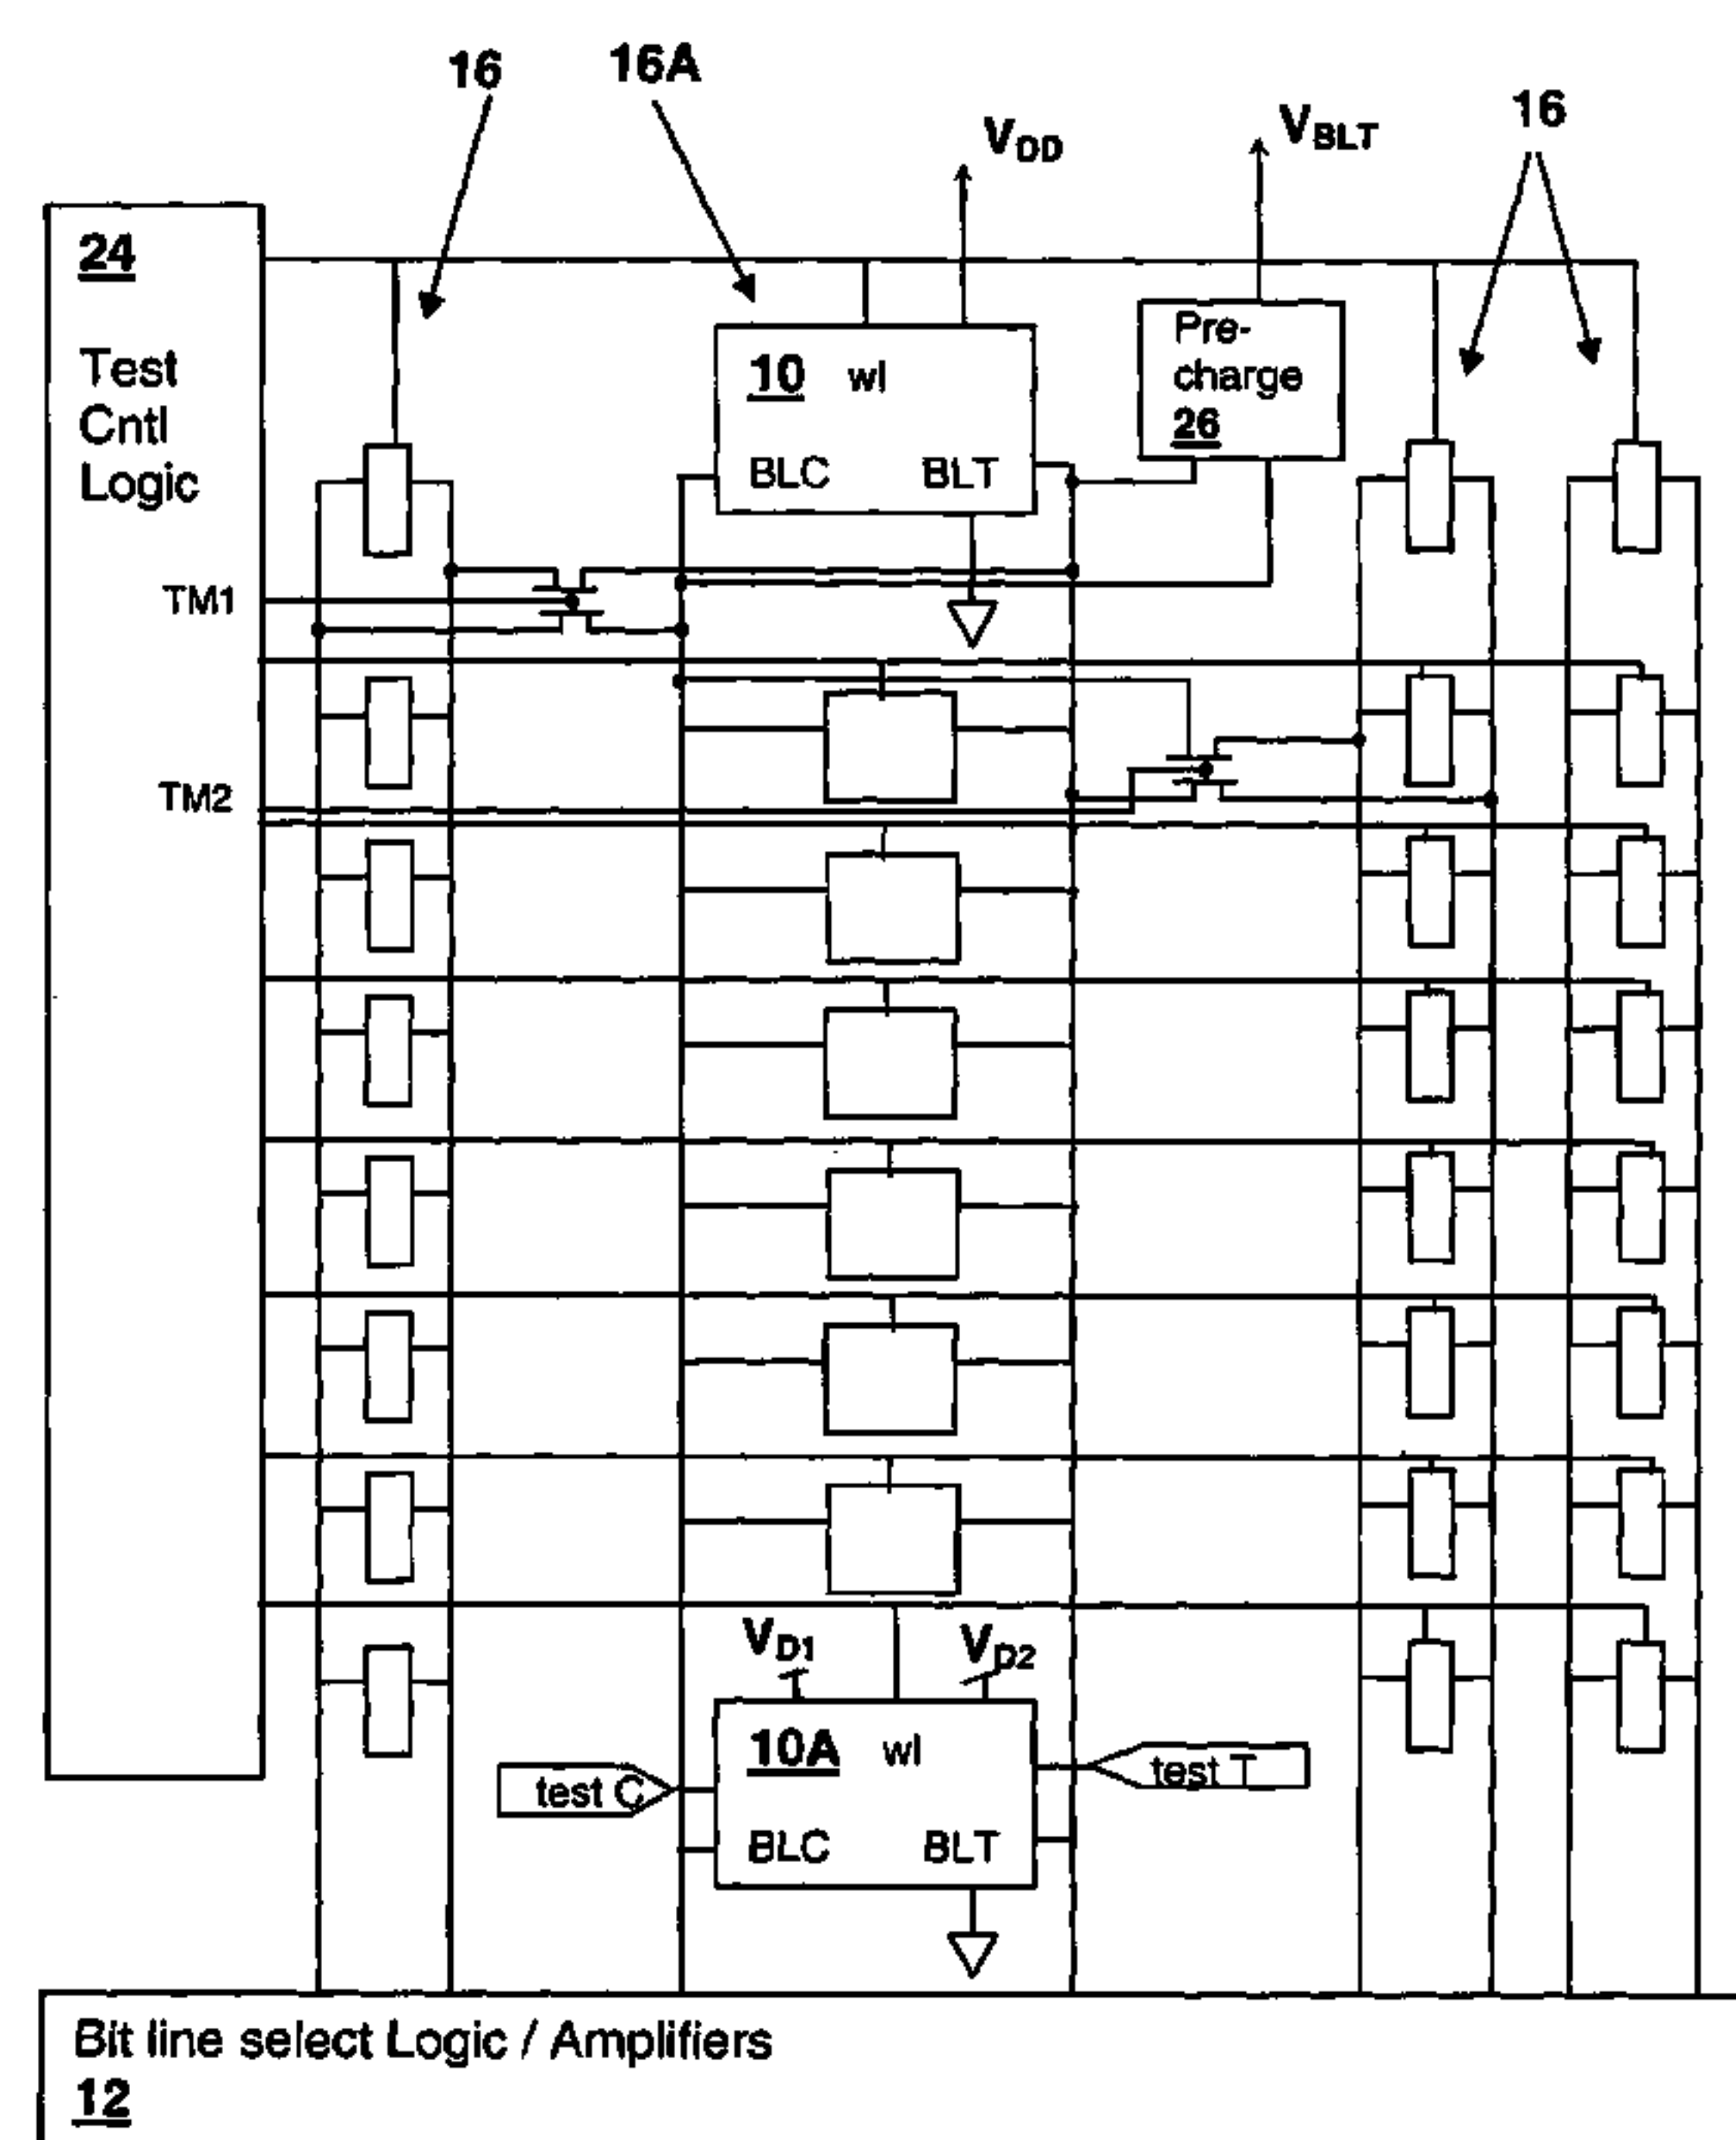 16
16A
VDD
VBLT
16
24
Test
Cntl
Logic
10 wl
BLC BLT
Pre-
charge
26
TM1
TM2
VD1
VD2
10A wl
BLC BLT
test C
test T
Bit line select Logic / Amplifiers
12